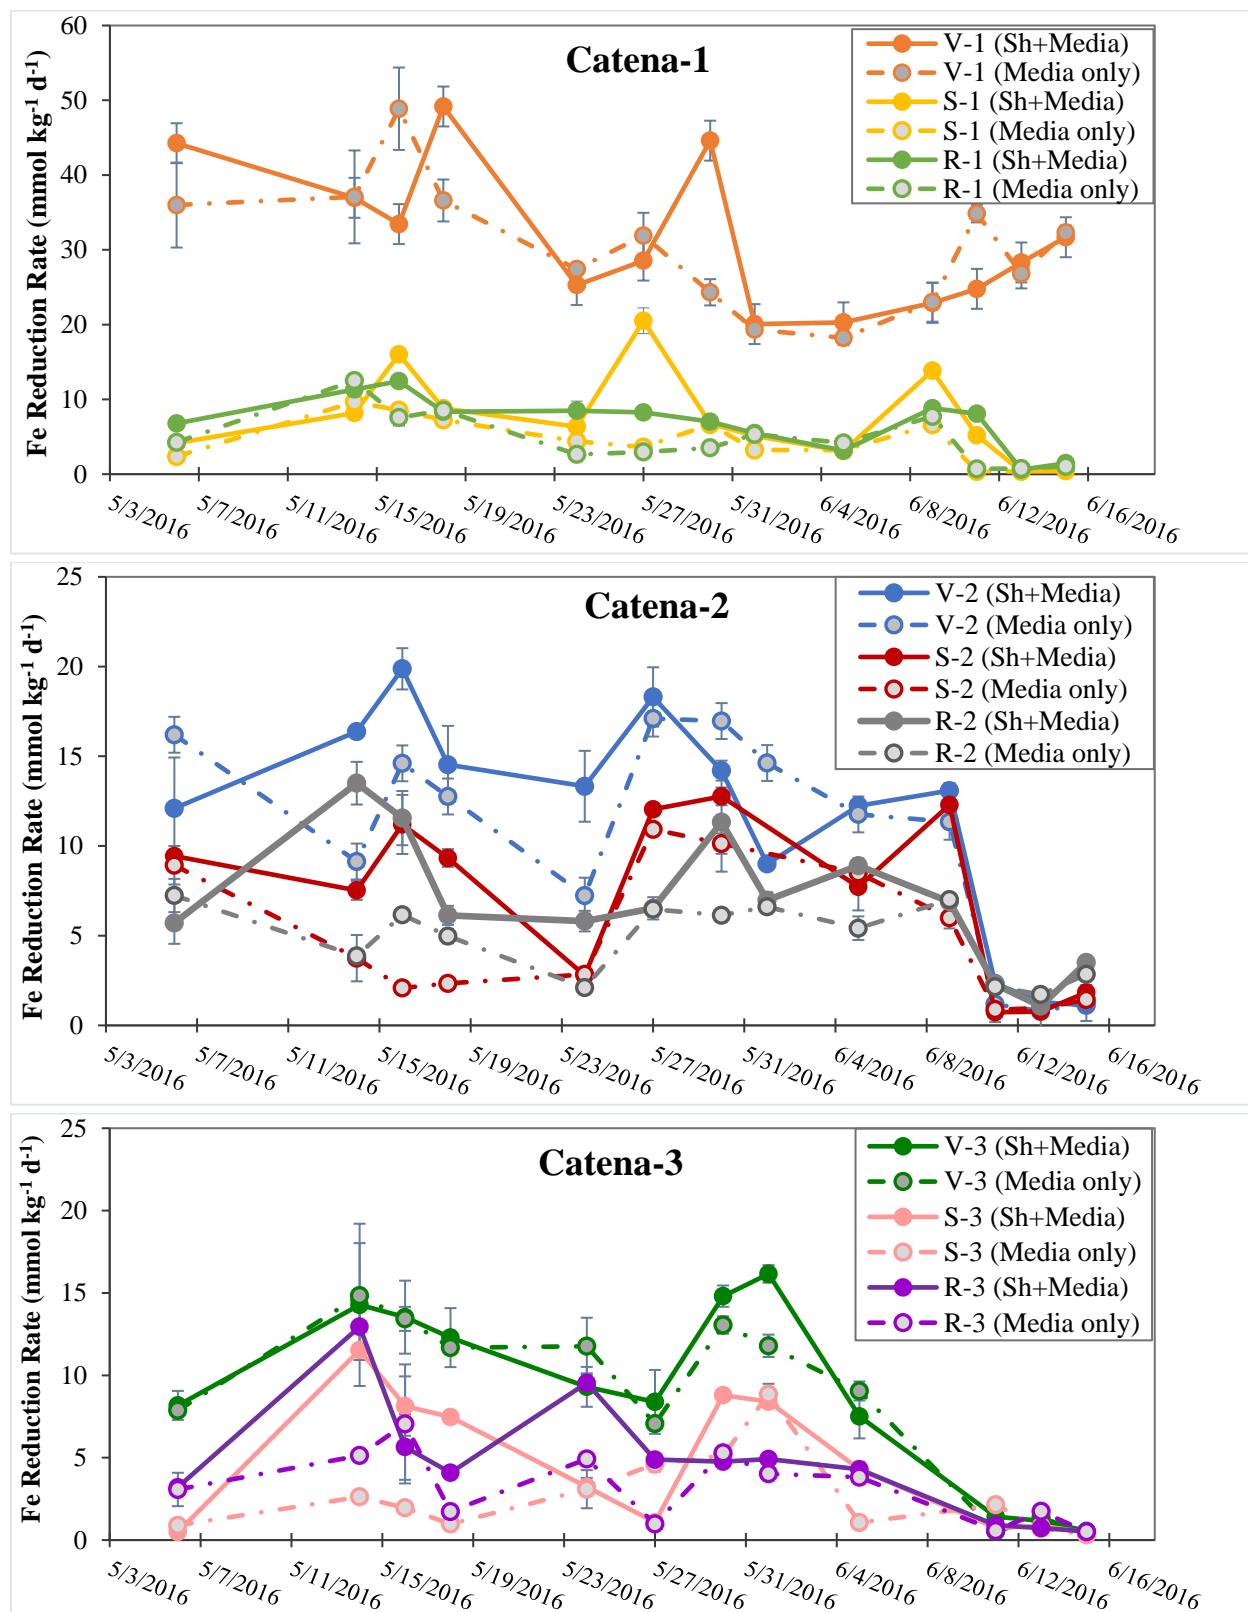 Catena-1
Fe Reduction Rate (mmol kg-1 d-1)
60
50
40
30
20
10
0
V-1 (Sh+Media)
V-1 (Media only)
S-1 (Sh+Media)
S-1 (Media only)
R-1 (Sh+Media)
R-1 (Media only)
5/3/2016
5/7/2016
5/11/2016
5/15/2016
5/19/2016
5/23/2016
5/27/2016
5/31/2016
6/4/2016
6/8/2016
6/12/2016
6/16/2016
Catena-2
Fe Reduction Rate (mmol kg-1 d-1)
25
20
15
10
5
0
V-2 (Sh+Media)
V-2 (Media only)
S-2 (Sh+Media)
S-2 (Media only)
R-2 (Sh+Media)
R-2 (Media only)
5/3/2016
5/7/2016
5/11/2016
5/15/2016
5/19/2016
5/23/2016
5/27/2016
5/31/2016
6/4/2016
6/8/2016
6/12/2016
6/16/2016
Catena-3
Fe Reduction Rate (mmol kg-1 d-1)
25
20
15
10
5
0
V-3 (Sh+Media)
V-3 (Media only)
S-3 (Sh+Media)
S-3 (Media only)
R-3 (Sh+Media)
R-3 (Media only)
5/3/2016
5/7/2016
5/11/2016
5/15/2016
5/19/2016
5/23/2016
5/27/2016
5/31/2016
6/4/2016
6/8/2016
6/12/2016
6/16/2016